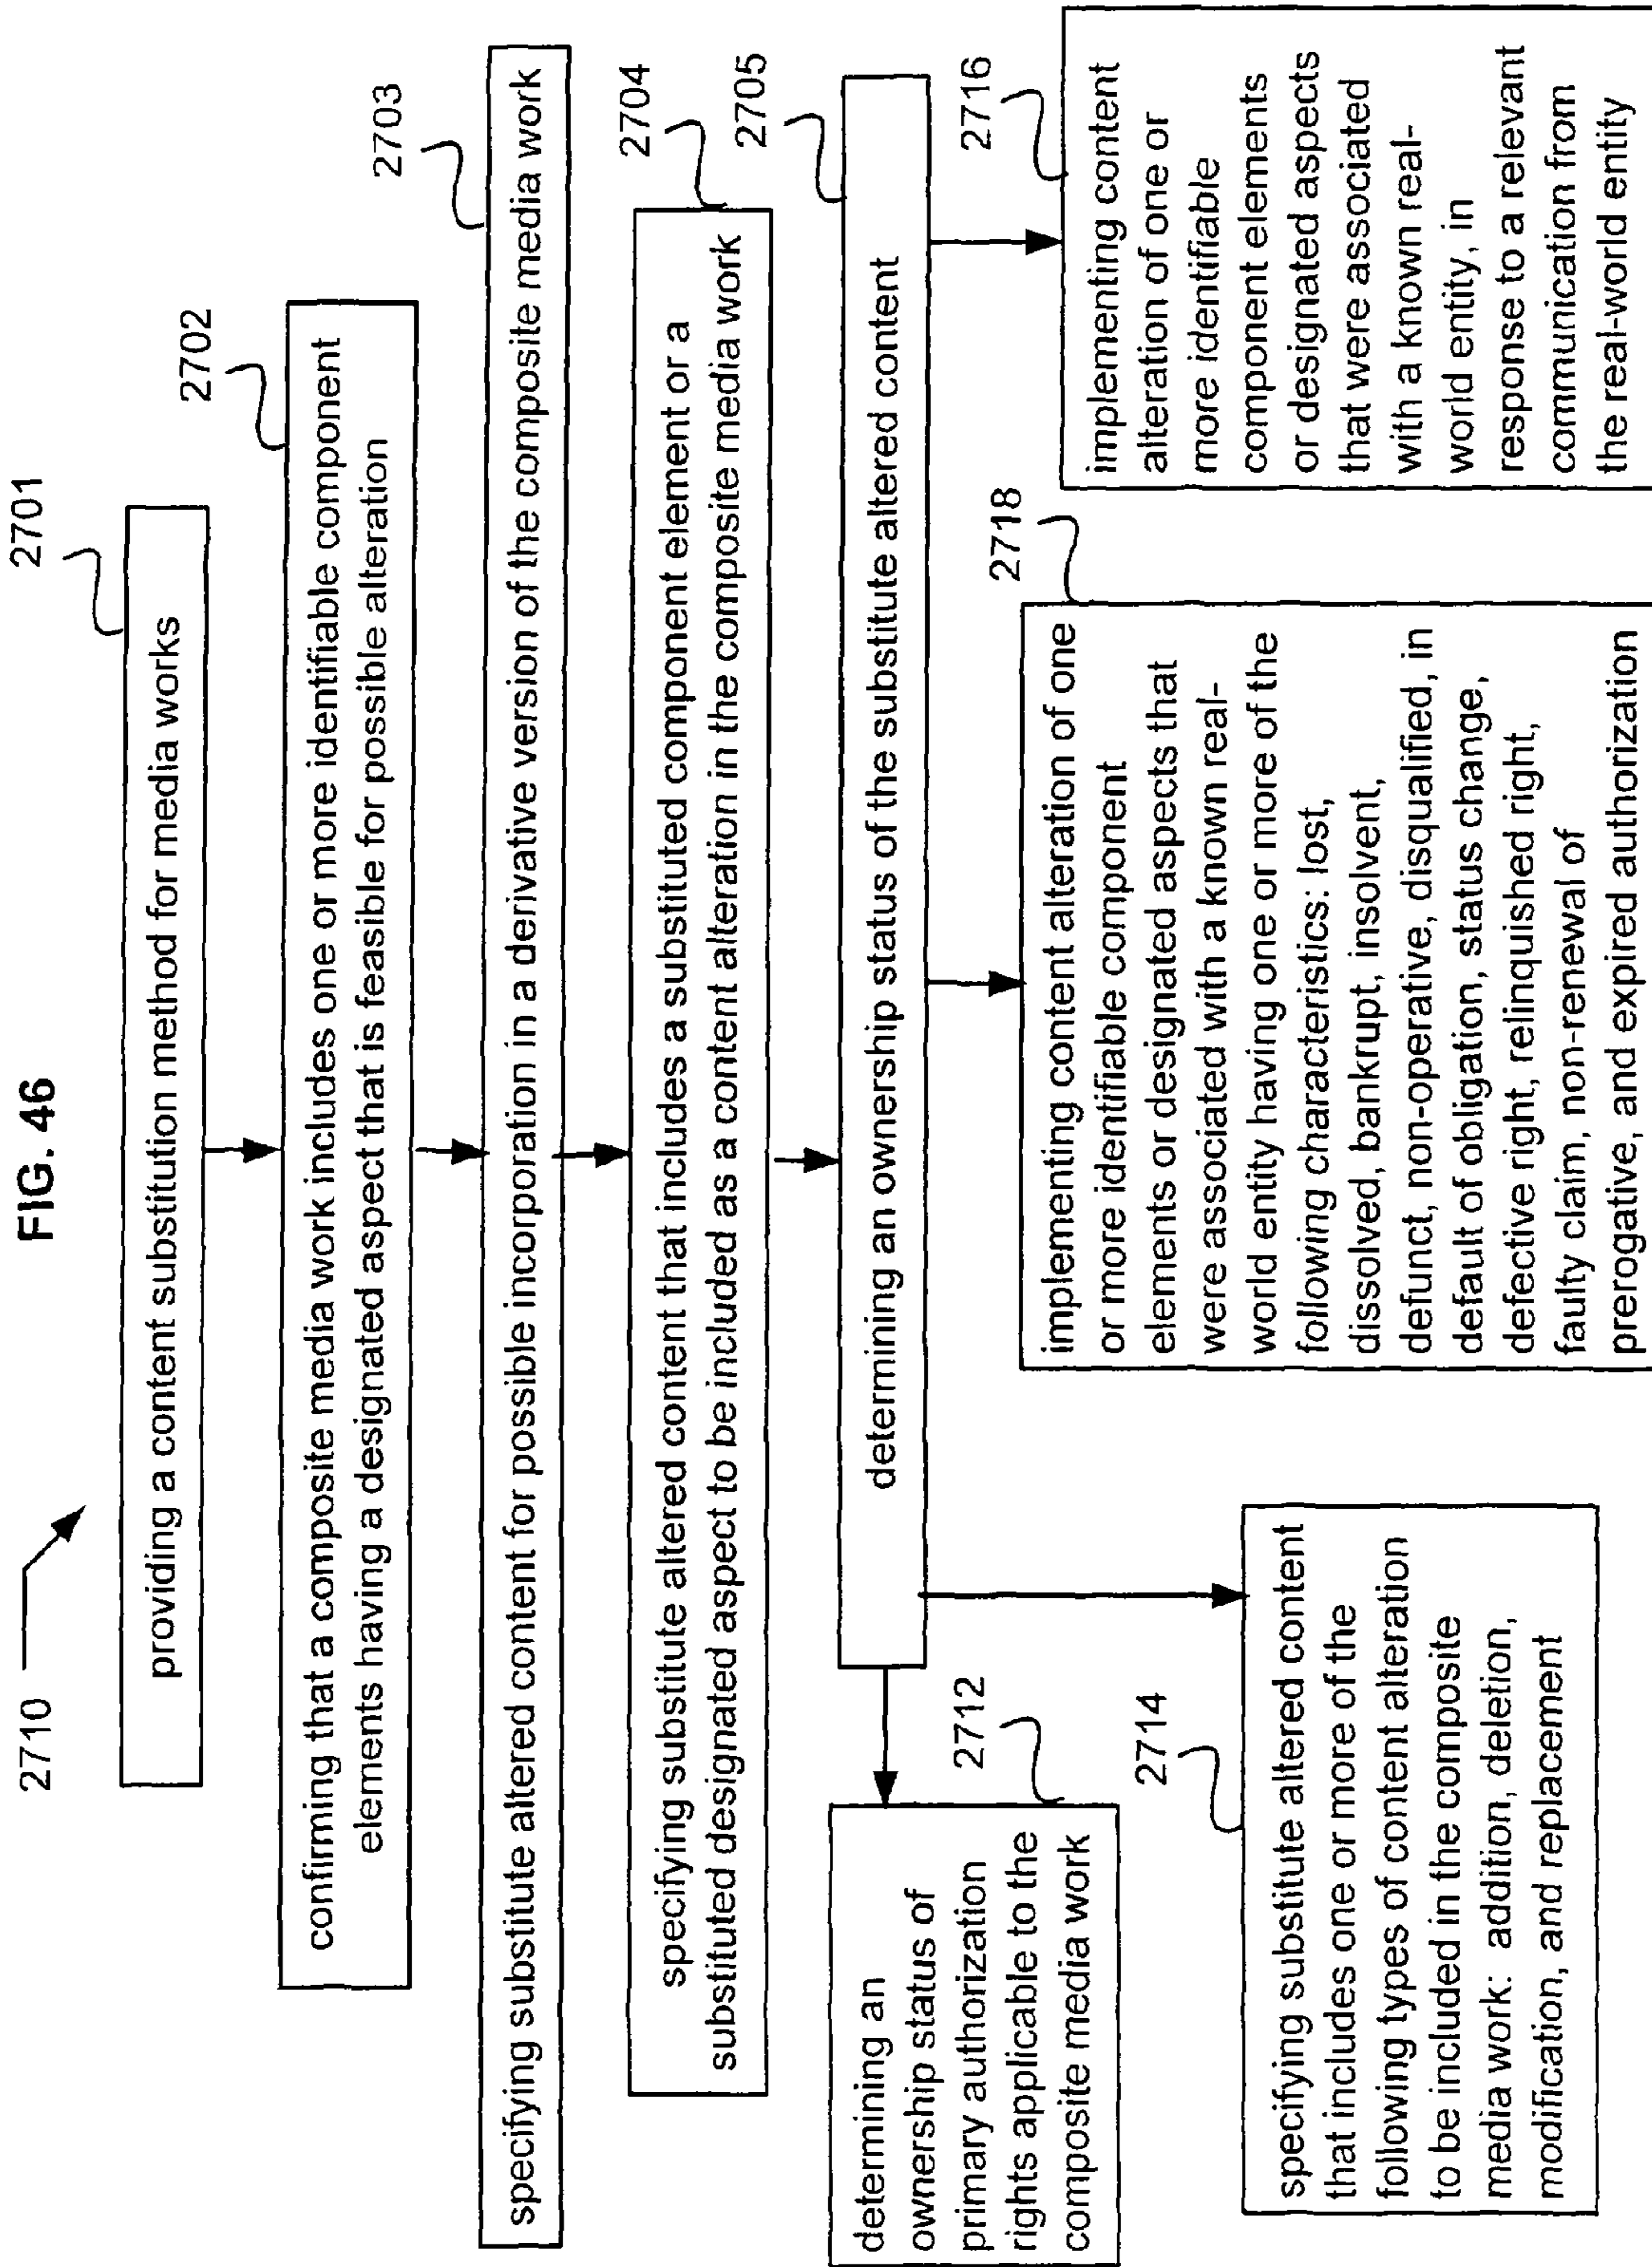 FIG. 46
2710
2701
providing a content substitution method for media works
2702
confirming that a composite media work includes one or more identifiable component
elements having a designated aspect that is feasible for possible alteration
2703
specifying substitute altered content for possible incorporation in a derivative version of the composite media work
2704
specifying substitute altered content that includes a substituted component element or a
substituted designated aspect to be included as a content alteration in the composite media work
2705
determining an ownership status of the substitute altered content
2712
determining an
ownership status of
primary authorization
rights applicable to the
composite media work
2714
specifying substitute altered content
that includes one or more of the
following types of content alteration
to be included in the composite
media work: addition, deletion,
modification, and replacement
2718
implementing content alteration of one
or more identifiable component
elements or designated aspects that
were associated with a known real-
world entity having one or more of the
following characteristics: lost,
dissolved, bankrupt, insolvent,
defunct, non-operative, disqualified, in
default of obligation, status change,
defective right, relinquished right,
faulty claim, non-renewal of
prerogative, and expired authorization
2716
implementing content
alteration of one or
more identifiable
component elements
or designated aspects
that were associated
with a known real-
world entity, in
response to a relevant
communication from
the real-world entity